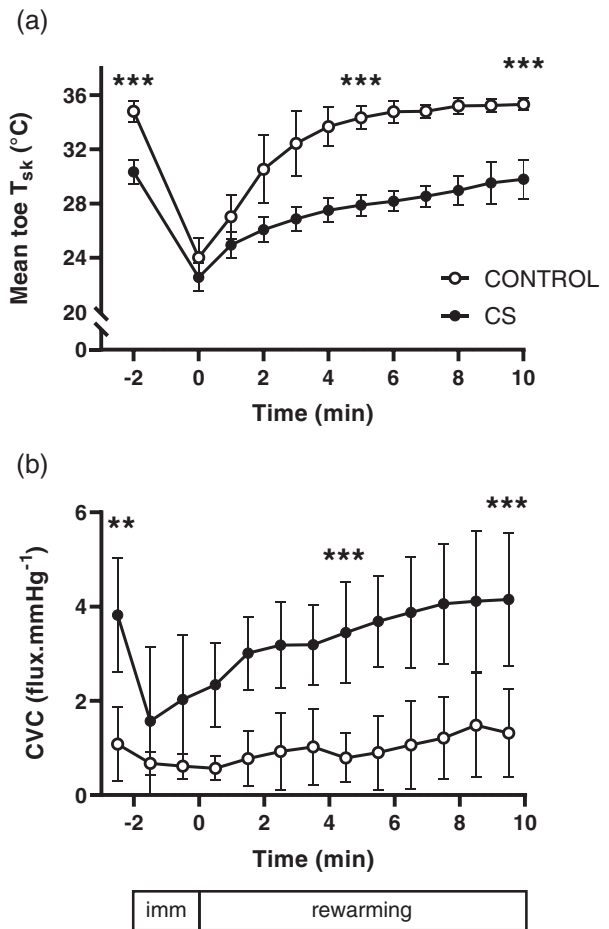 (a)
*** *** ***
36
32
28
24
20
0
Mean toe Tsk (°C)
CONTROL
CS
-2 0 2 4 6 8 10
Time (min)
(b)
** *** ***
6
4
2
0
CVC (flux.mmHg-1)
-2 0 2 4 6 8 10
Time (min)
imm rewarming